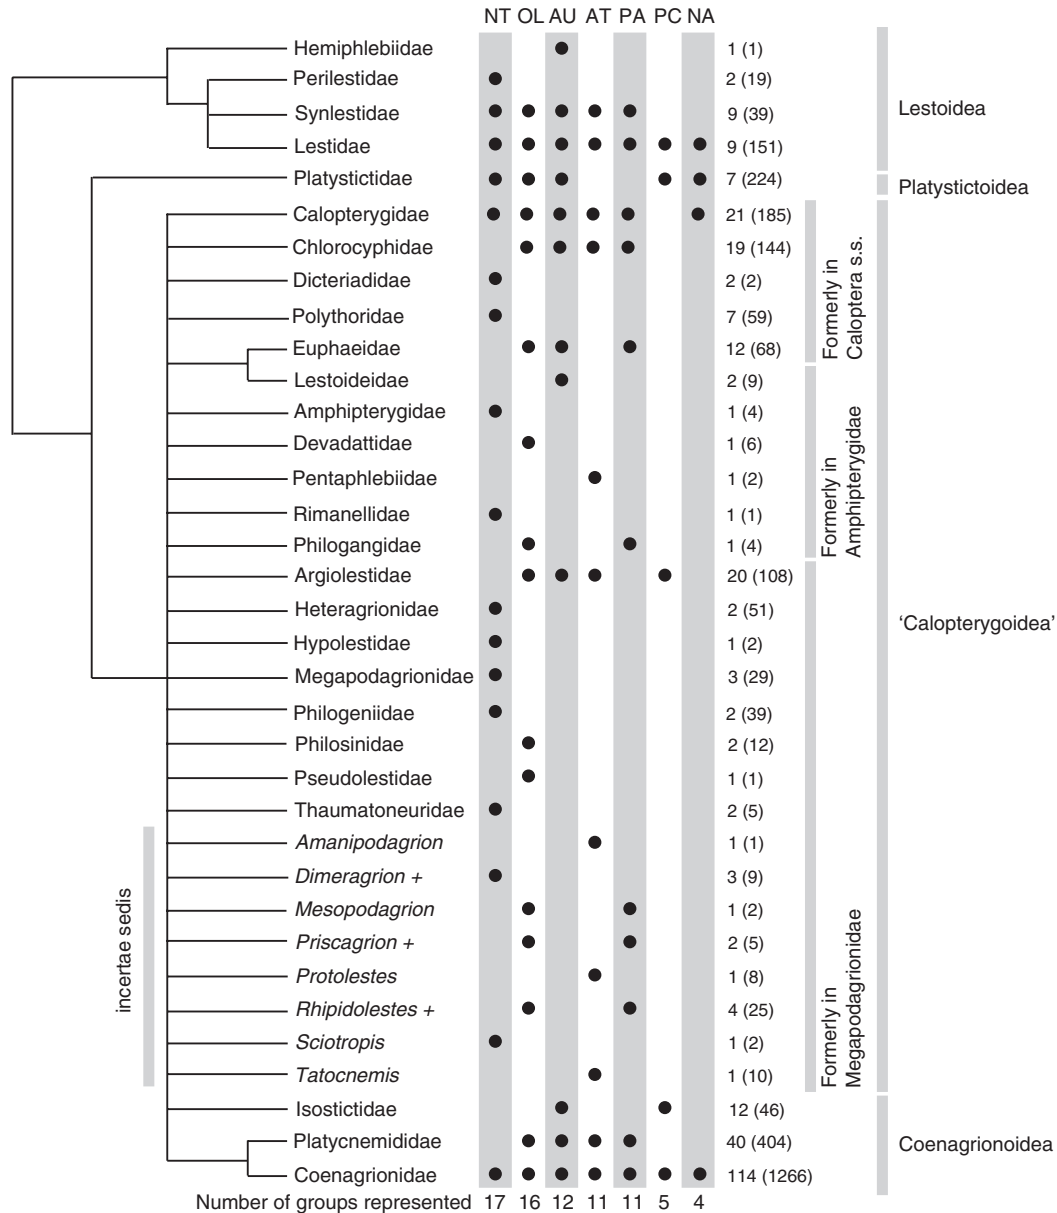 NT OL AU AT PA PC NA
Hemiphlebiidae 1 (1)
Perilestidae 2 (19)
Synlestidae 9 (39)
Lestidae 9 (151)
Lestoidea
Platystictidae 7 (224)
Platystictoidea
Calopterygidae 21 (185)
Chlorocyphidae 19 (144)
Dicteriadidae 2 (2)
Polythoridae 7 (59)
Euphaeidae 12 (68)
Formerly in
Caloptera s.s.
Lestoideidae 2 (9)
Amphipterygidae 1 (4)
Devadattidae 1 (6)
Pentaphlebiidae 1 (2)
Rimanellidae 1 (1)
Philogangidae 1 (4)
Formerly in
Amphipterygidae
Argiolestidae 20 (108)
Heteragrionidae 2 (51)
Hypolestidae 1 (2)
Megapodagrionidae 3 (29)
Philogeniidae 2 (39)
Philosinidae 2 (12)
Pseudolestidae 1 (1)
Thaumatoneuridae 2 (5)
Amanipodagrion 1 (1)
Dimeragrion + 3 (9)
Mesopodagrion 1 (2)
Priscagrion + 2 (5)
Protolestes 1 (8)
Rhipidolestes + 4 (25)
Sciotropis 1 (2)
Tatocnemis 1 (10)
incertae sedis
Formerly in
Megapodagrionidae
‘Calopterygoidea’
Isostictidae 12 (46)
Platycnemididae 40 (404)
Coenagrionidae 114 (1266)
Coenagrionoidea
Number of groups represented 17 16 12 11 11 5 4